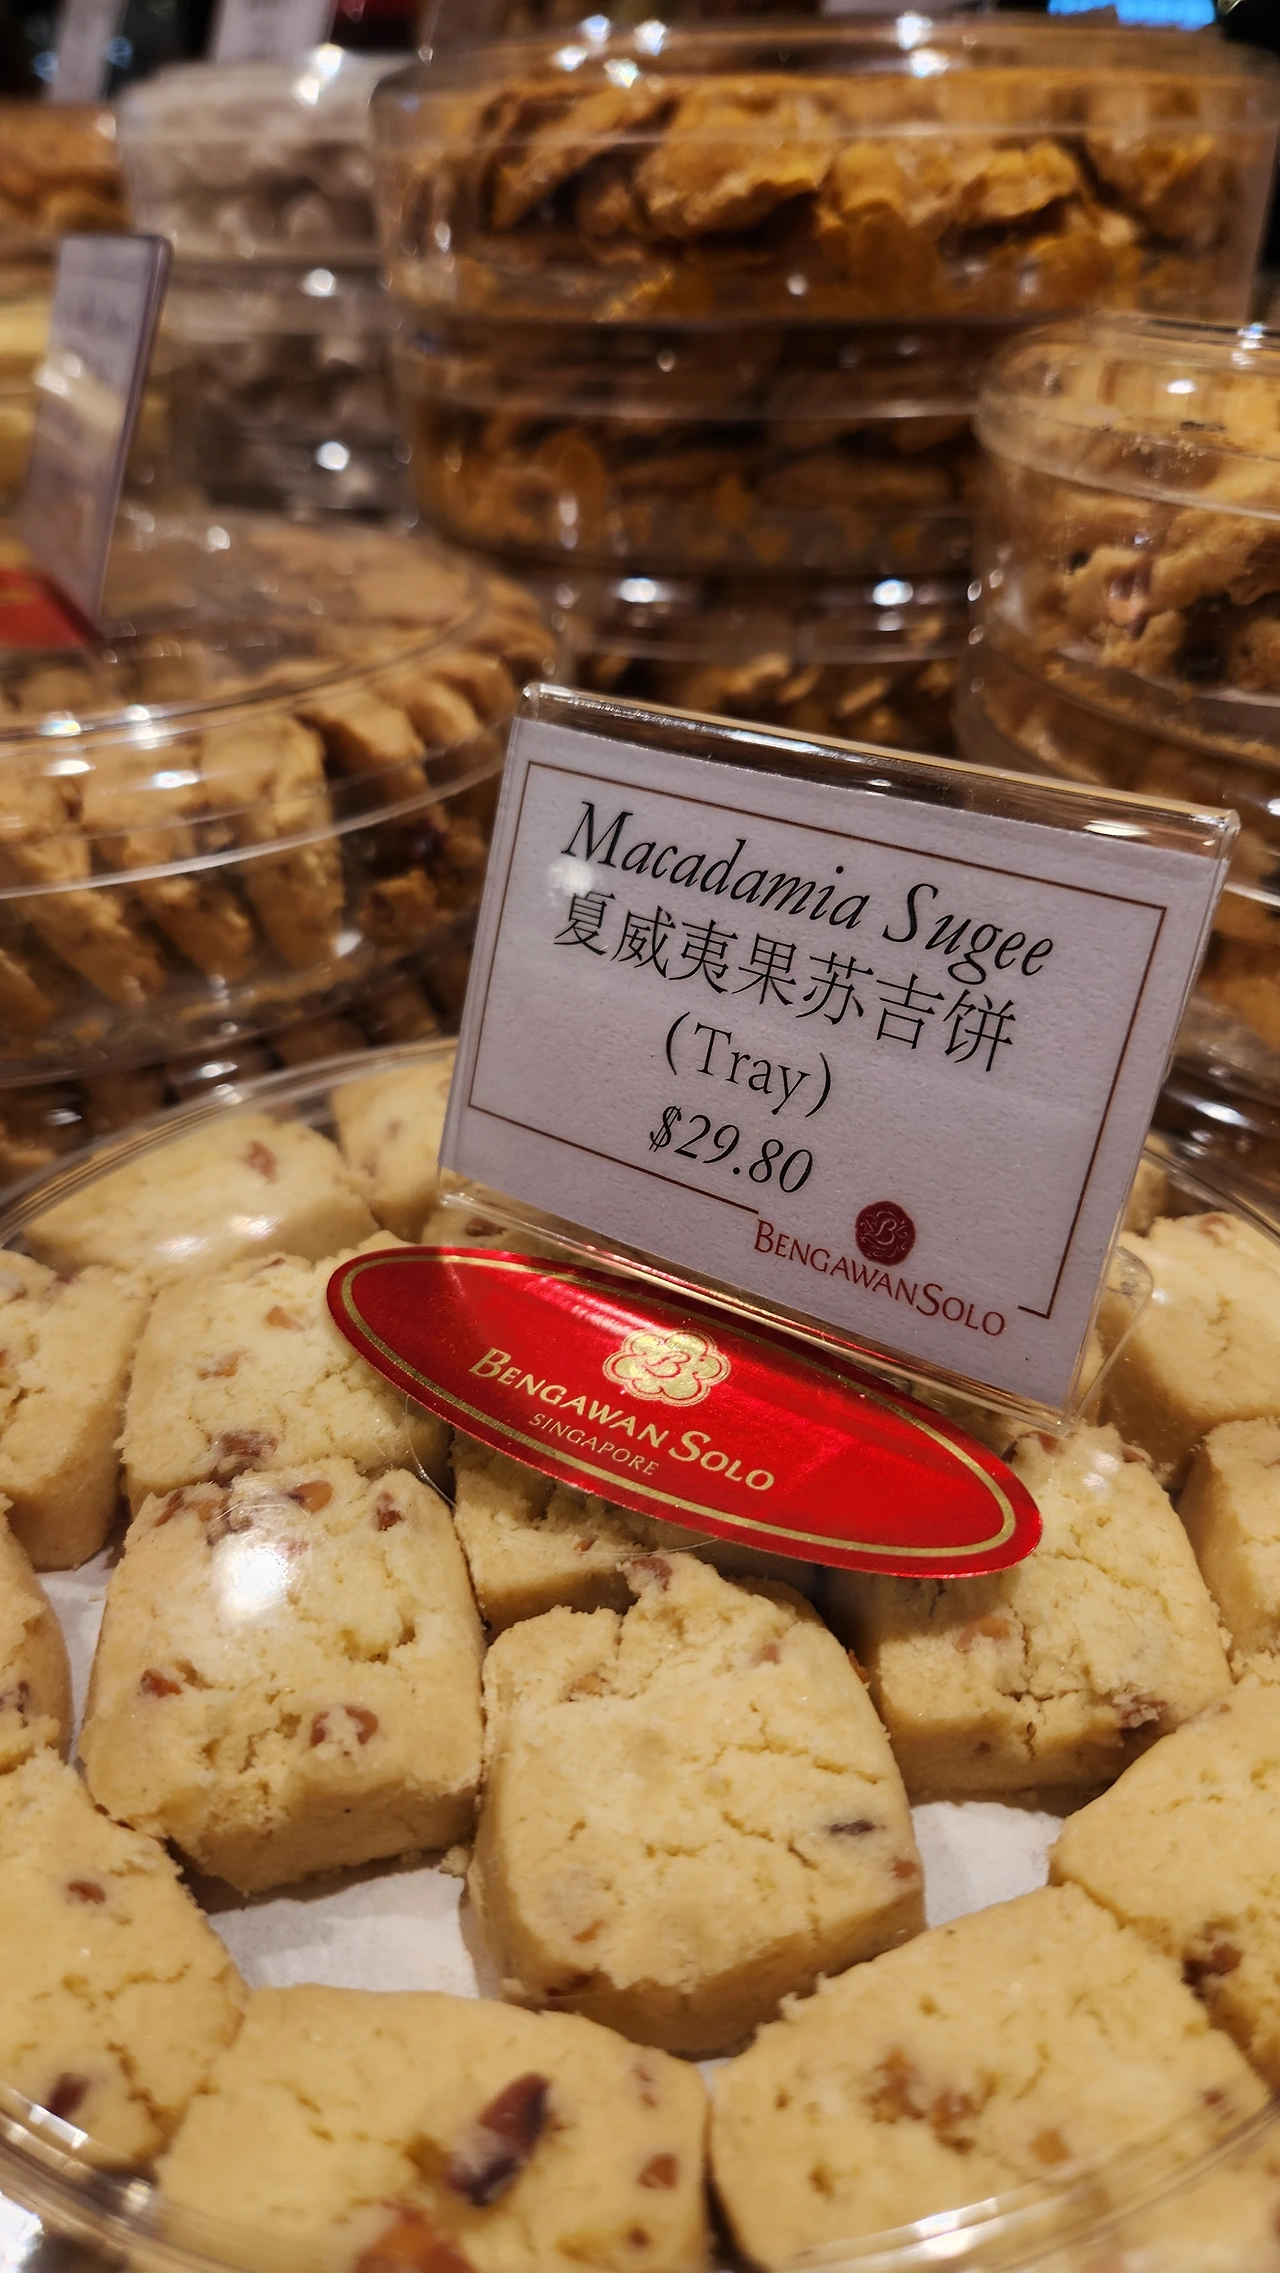 Macadamia Sugee
夏威夷果苏吉饼
(Tray)
$29.80
BENGAWAN SOLO
BENGAWAN SOLO
SINGAPORE